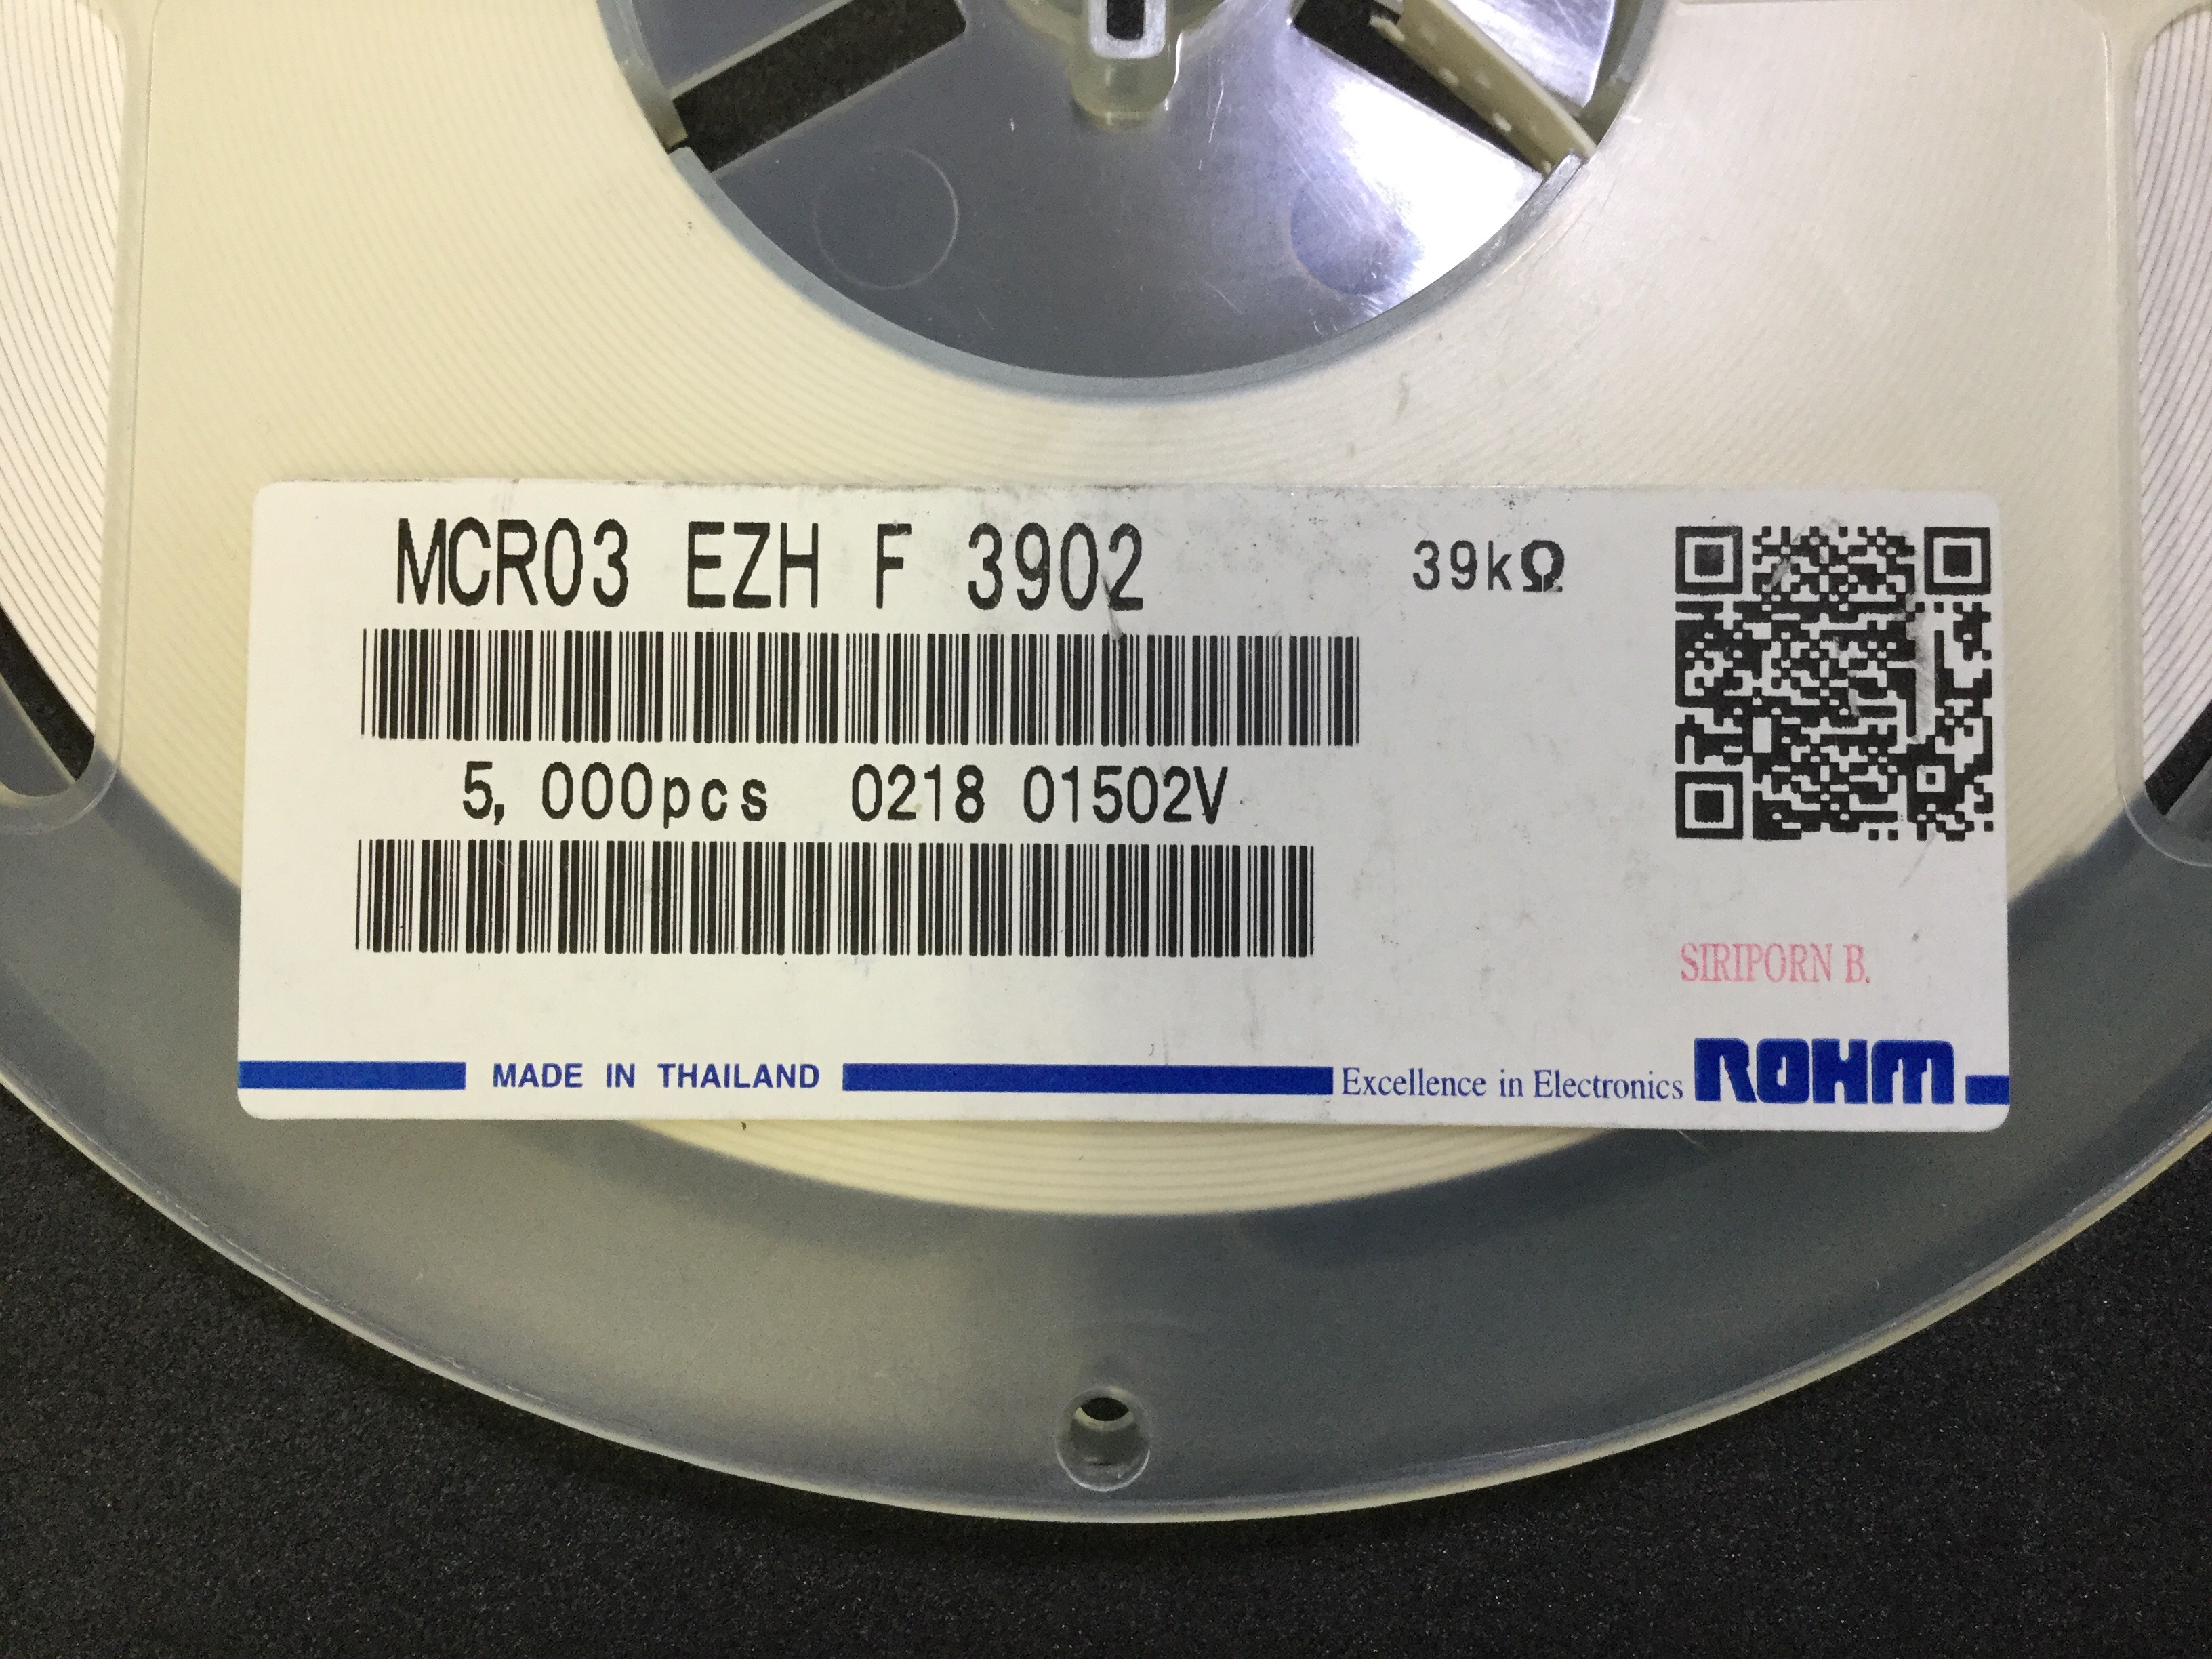 MCR03 EZH F 3902 39kΩ
5,000pcs 0218 01502V
SIRIPORN B.
MADE IN THAILAND Excellence in Electronics ROHM